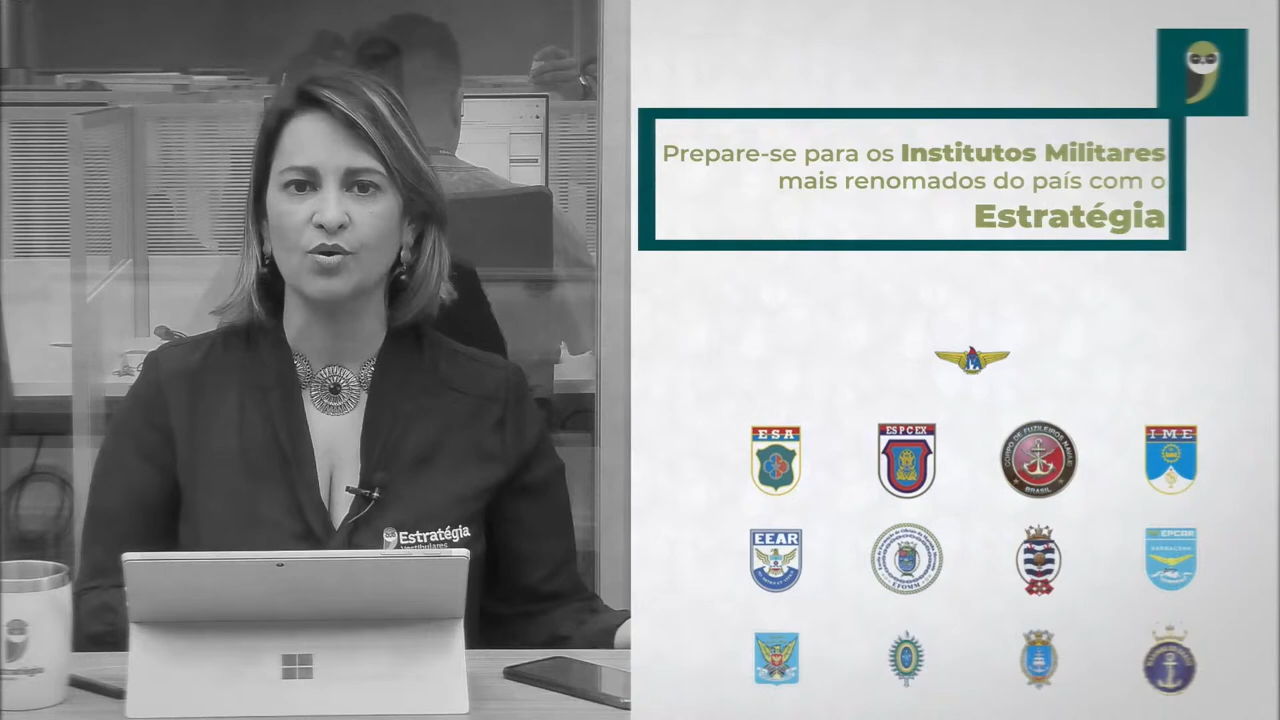 Prepare-se para os Institutos Militares
mais renomados do país com o
Estratégia
Estratégia
Vestibulares
ESA
ESPCEX
CORPO DE FUZILEIROS NAVAIS
BRASIL
IME
EEAR
EFOMM
EPCAR
BARBACENA